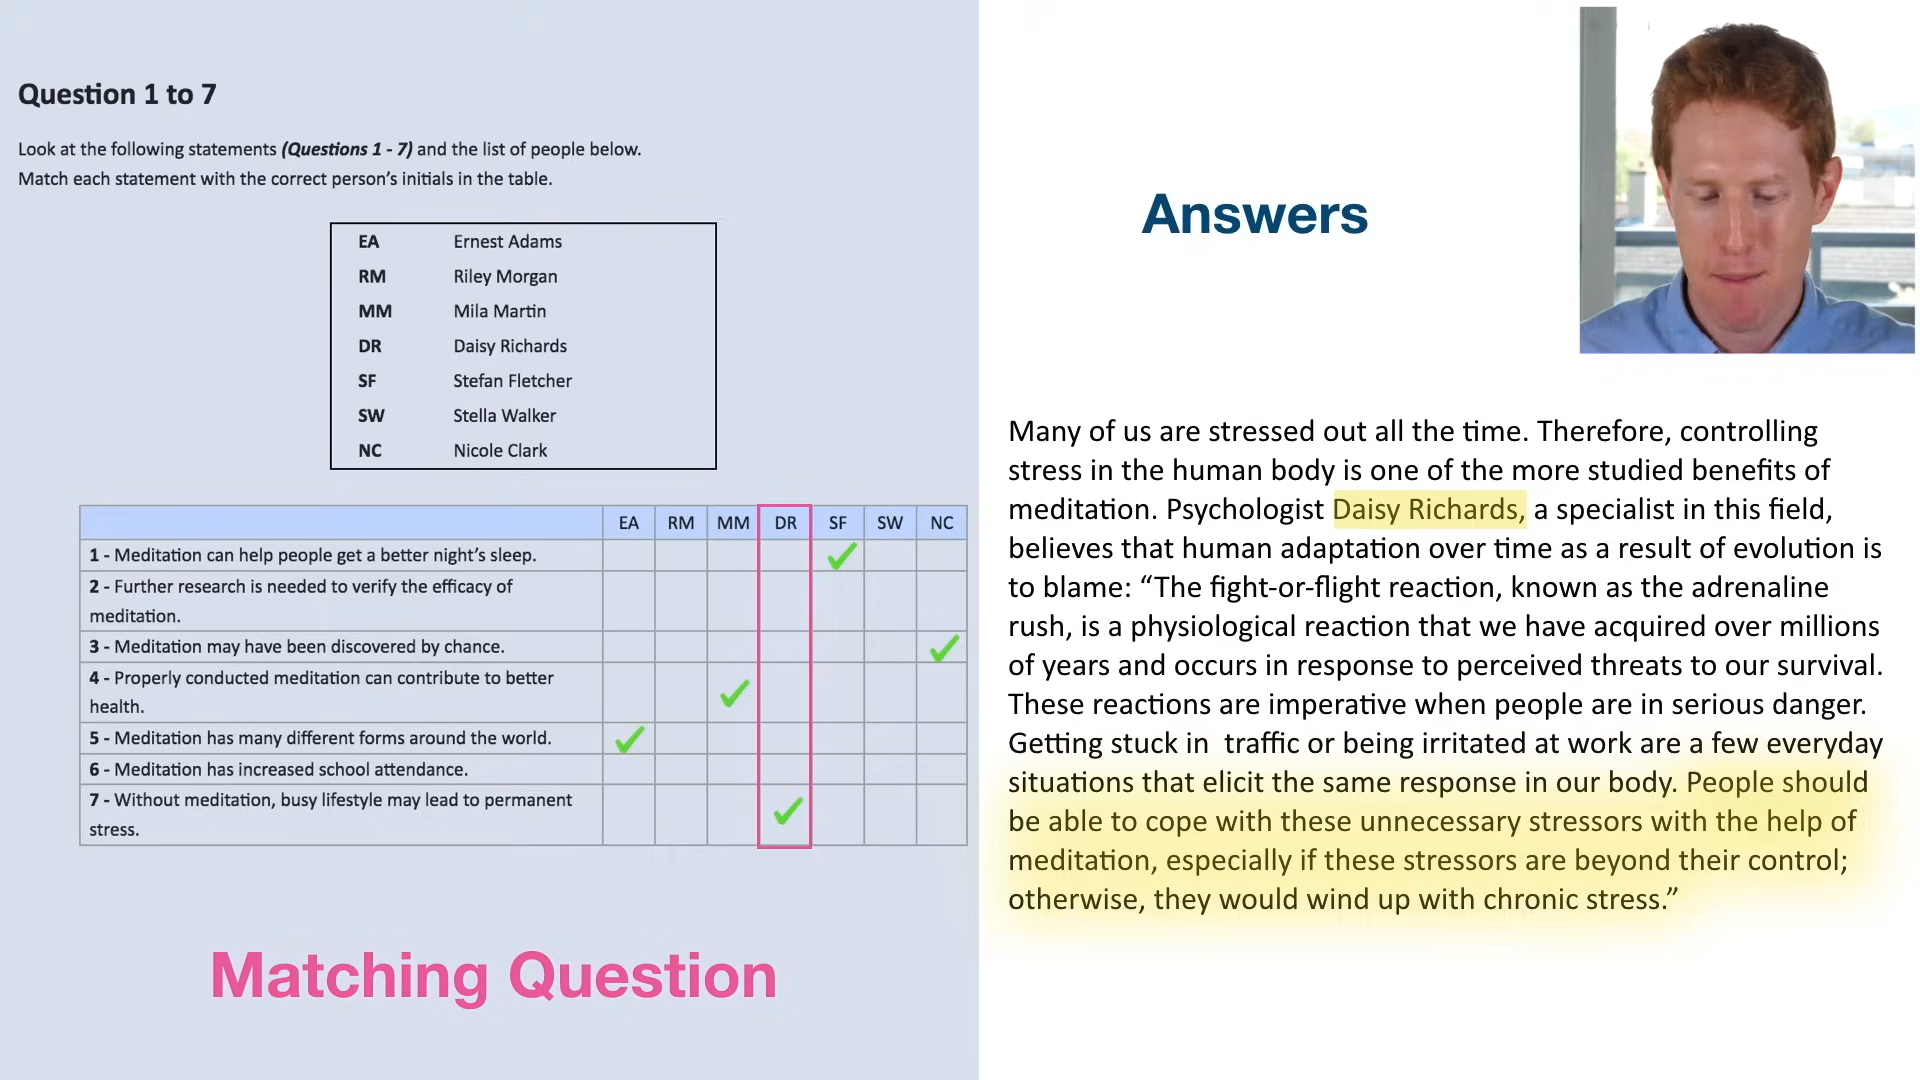 Question 1 to 7
Look at the following statements (Questions 1 - 7) and the list of people below.
Match each statement with the correct person's initials in the table.
EA Ernest Adams
RM Riley Morgan
MM Mila Martin
DR Daisy Richards
SF Stefan Fletcher
SW Stella Walker
NC Nicole Clark
EA RM MM DR SF SW NC
1 - Meditation can help people get a better night's sleep.
2 - Further research is needed to verify the efficacy of
meditation.
3 - Meditation may have been discovered by chance.
4 - Properly conducted meditation can contribute to better
health.
5 - Meditation has many different forms around the world.
6 - Meditation has increased school attendance.
7 - Without meditation, busy lifestyle may lead to permanent
stress.
Matching Question
Answers
Many of us are stressed out all the time. Therefore, controlling
stress in the human body is one of the more studied benefits of
meditation. Psychologist Daisy Richards, a specialist in this field,
believes that human adaptation over time as a result of evolution is
to blame: “The fight-or-flight reaction, known as the adrenaline
rush, is a physiological reaction that we have acquired over millions
of years and occurs in response to perceived threats to our survival.
These reactions are imperative when people are in serious danger.
Getting stuck in  traffic or being irritated at work are a few everyday
situations that elicit the same response in our body. People should
be able to cope with these unnecessary stressors with the help of
meditation, especially if these stressors are beyond their control;
otherwise, they would wind up with chronic stress.”